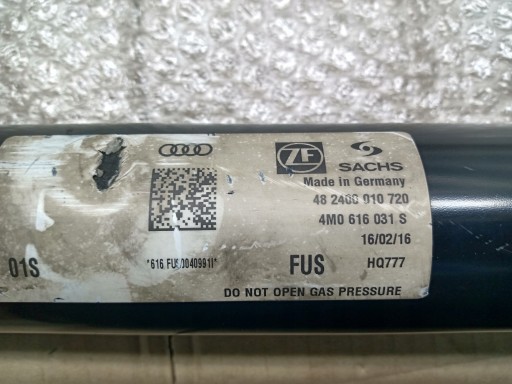 ZF SACHS
Made in Germany
48 2400 010 720
4M0 616 031 S
16/02/16
01S
FUS
HQ777
DO NOT OPEN GAS PRESSURE